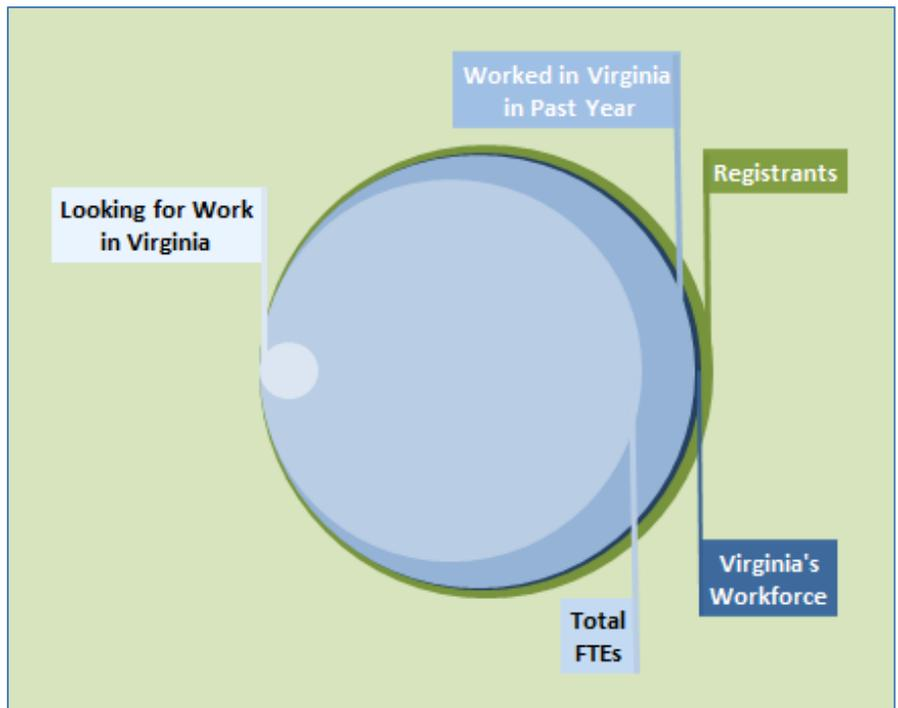 Worked in Virginia
in Past Year
Registrants
Looking for Work
in Virginia
Virginia's
Workforce
Total
FTEs